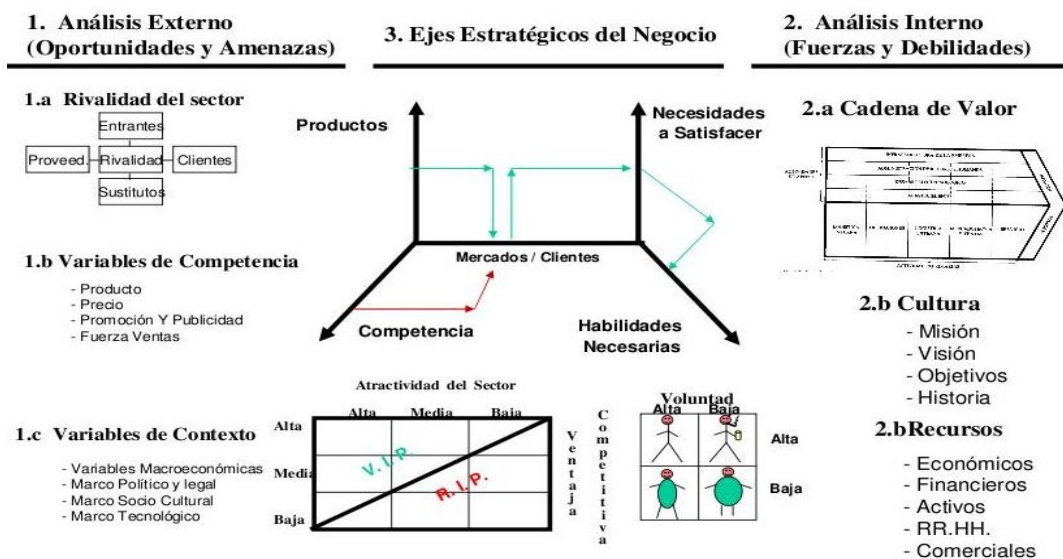 1. Análisis Externo
(Oportunidades y Amenazas)
3. Ejes Estratégicos del Negocio
2. Análisis Interno
(Fuerzas y Debilidades)
1.a Rivalidad del sector
Entrantes
Proveed.
Rivalidad
Clientes
Sustitutos
1.b Variables de Competencia
- Producto
- Precio
- Promoción Y Publicidad
- Fuerza Ventas
1.c Variables de Contexto
- Variables Macroeconómicas
- Marco Político y legal
- Marco Socio Cultural
- Marco Tecnológico
Productos
Necesidades
a Satisfacer
Mercados / Clientes
Competencia
Habilidades
Necesarias
Atractividad del Sector
Alta
Media
Baja
Alta
Media
Baja
V. I. P.
R. I. P.
Ventaja
Competitiva
Voluntad
Alta
Baja
Alta
Baja
2.a Cadena de Valor
2.b Cultura
- Misión
- Visión
- Objetivos
- Historia
2.bRecursos
- Económicos
- Financieros
- Activos
- RR.HH.
- Comerciales